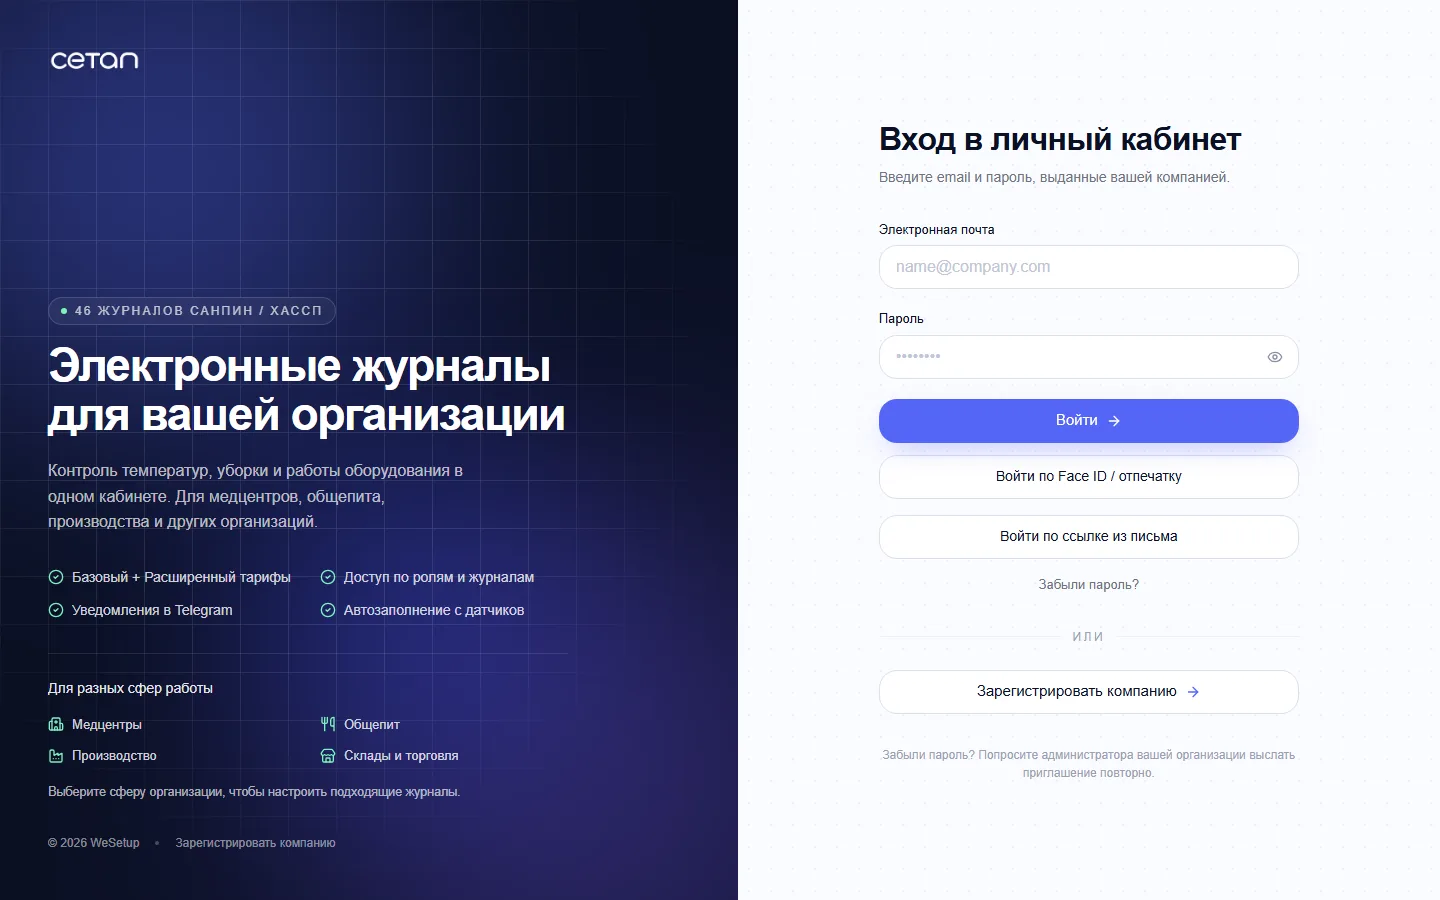 сетап
46 ЖУРНАЛОВ САНПИН / ХАССП
Электронные журналы
для вашей организации
Контроль температур, уборки и работы оборудования в
одном кабинете. Для медцентров, общепита,
производства и других организаций.
Базовый + Расширенный тарифы
Доступ по ролям и журналам
Уведомления в Telegram
Автозаполнение с датчиков
Для разных сфер работы
Медцентры
Общепит
Производство
Склады и торговля
Выберите сферу организации, чтобы настроить подходящие журналы.
© 2026 WeSetup • Зарегистрировать компанию
Вход в личный кабинет
Введите email и пароль, выданные вашей компанией.
Электронная почта
name@company.com
Пароль
••••••••
Войти →
Войти по Face ID / отпечатку
Войти по ссылке из письма
Забыли пароль?
ИЛИ
Зарегистрировать компанию →
Забыли пароль? Попросите администратора вашей организации выслать
приглашение повторно.